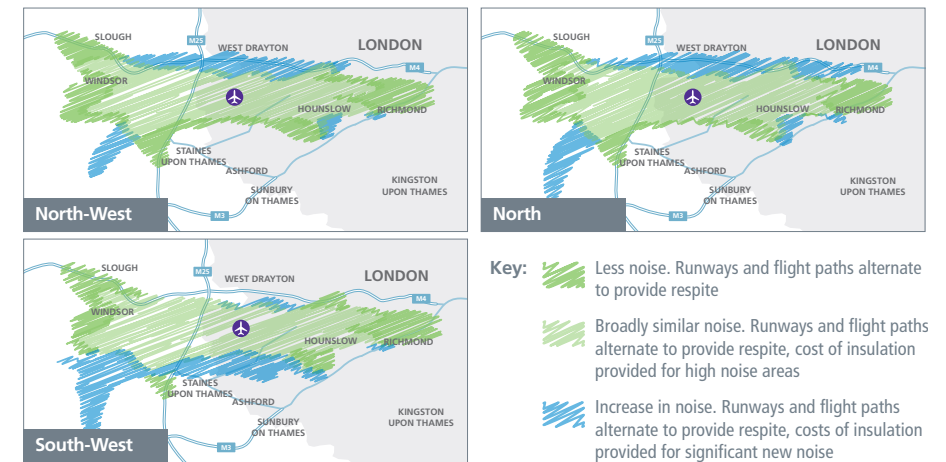 SLOUGH
M25
WEST DRAYTON
LONDON
M4
WINDSOR
HOUNSLOW
RICHMOND
STAINES
UPON THAMES
ASHFORD
SUNBURY
ON THAMES
KINGSTON
UPON THAMES
M3
North-West
SLOUGH
M25
WEST DRAYTON
LONDON
M4
WINDSOR
HOUNSLOW
RICHMOND
STAINES
UPON THAMES
ASHFORD
SUNBURY
ON THAMES
KINGSTON
UPON THAMES
M3
North
SLOUGH
M25
WEST DRAYTON
LONDON
M4
WINDSOR
HOUNSLOW
RICHMOND
STAINES
UPON THAMES
ASHFORD
SUNBURY
ON THAMES
KINGSTON
UPON THAMES
M3
South-West
Key:
Less noise. Runways and flight paths alternate
to provide respite
Broadly similar noise. Runways and flight paths
alternate to provide respite, cost of insulation
provided for high noise areas
Increase in noise. Runways and flight paths
alternate to provide respite, costs of insulation
provided for significant new noise